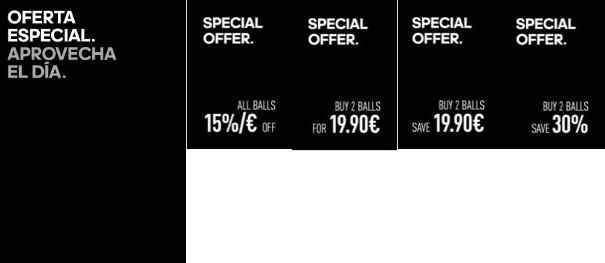 OFERTA
ESPECIAL.
APROVECHA
EL DÍA.
SPECIAL
OFFER.
ALL BALLS
15%/€ OFF
SPECIAL
OFFER.
BUY 2 BALLS
FOR 19.90€
SPECIAL
OFFER.
BUY 2 BALLS
SAVE 19.90€
SPECIAL
OFFER.
BUY 2 BALLS
SAVE 30%